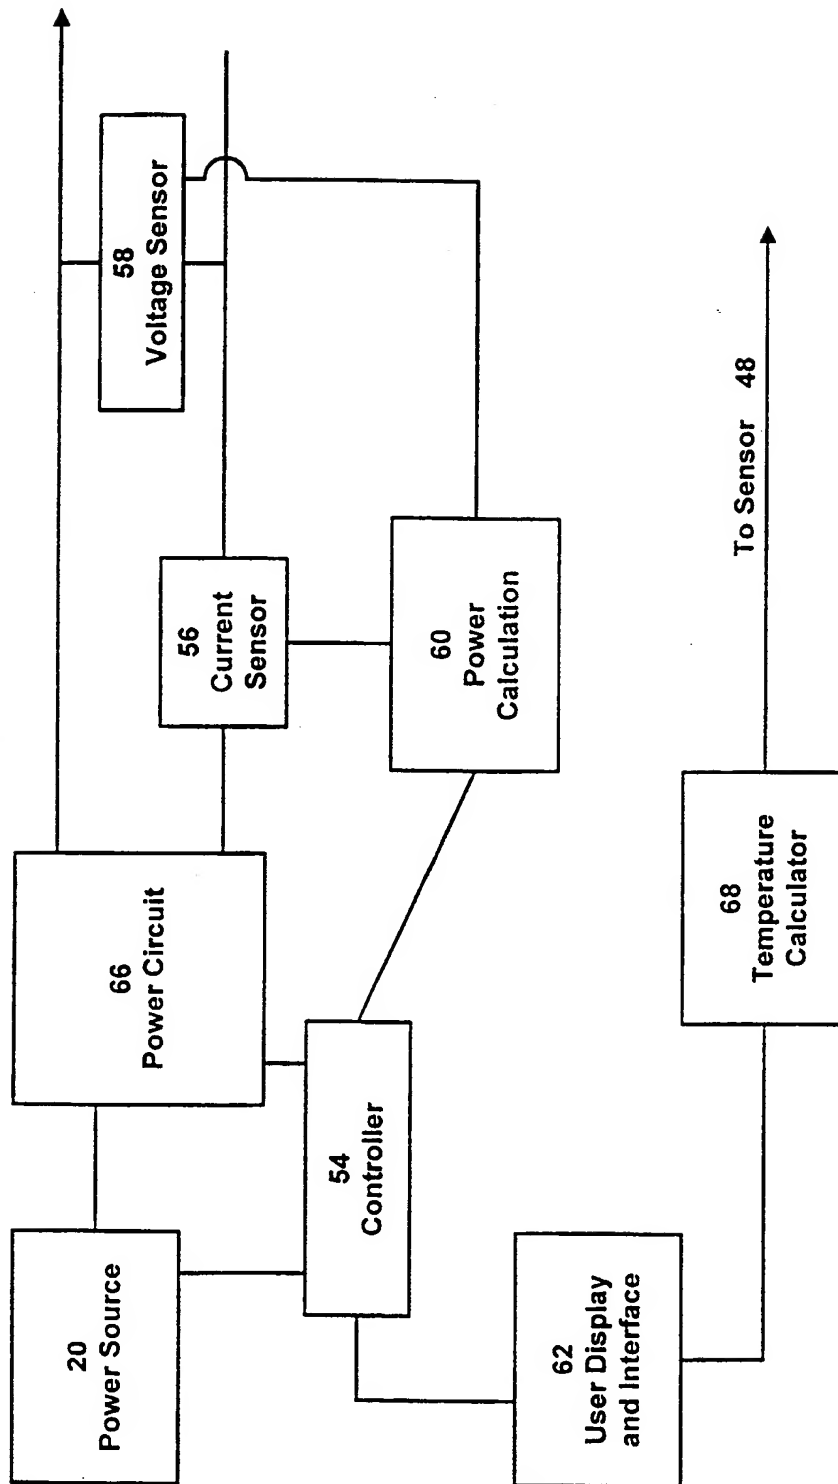 20
Power Source
66
Power Circuit
58
Voltage Sensor
56
Current
Sensor
54
Controller
60
Power
Calculation
62
User Display
and Interface
68
Temperature
Calculator
To Sensor 48